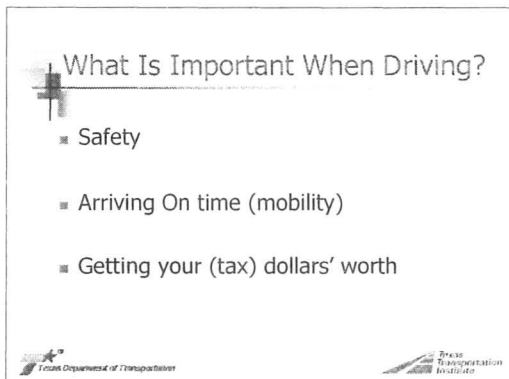 What Is Important When Driving?
Safety
Arriving On time (mobility)
Getting your (tax) dollars' worth
Texas Department of Transportation
Texas
Transportation
Institute